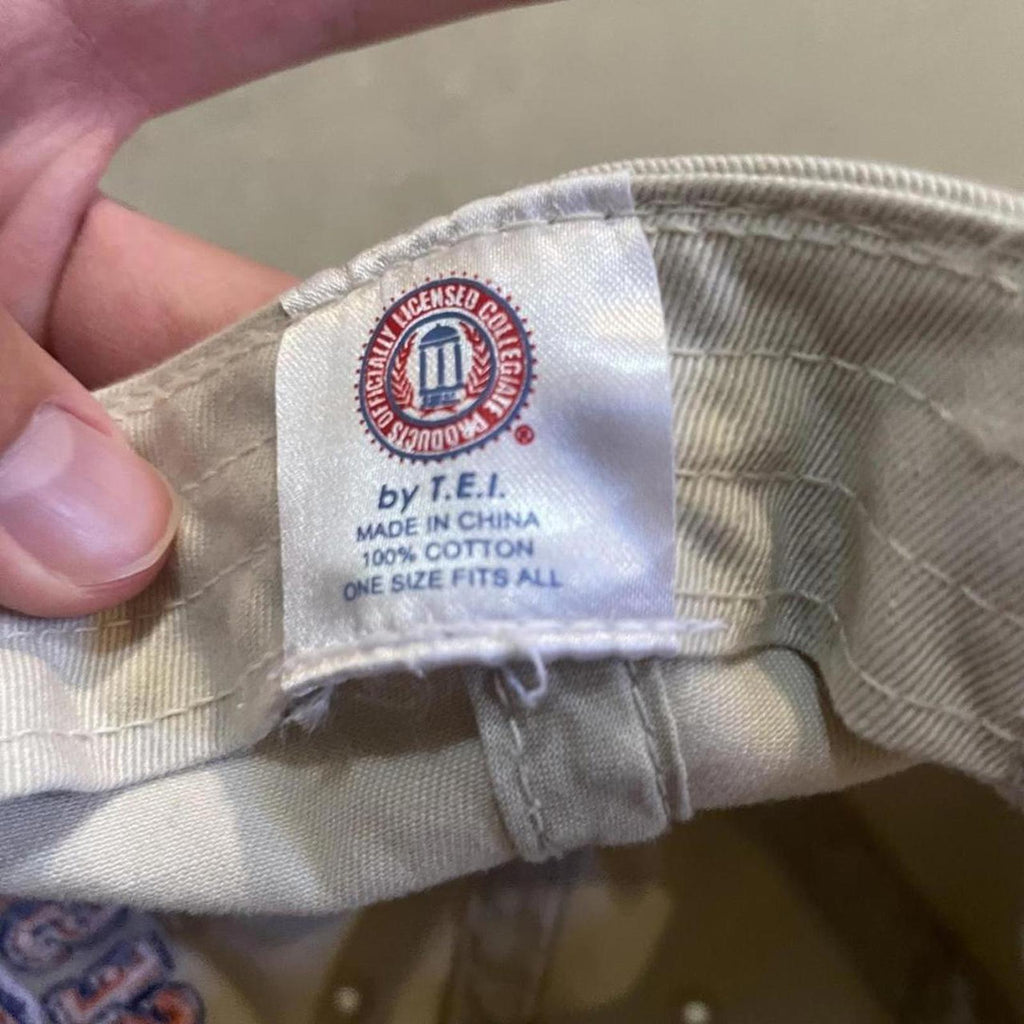 OFFICIALLY LICENSED COLLEGIATE PRODUCTS
®
by T.E.I.
MADE IN CHINA
100% COTTON
ONE SIZE FITS ALL